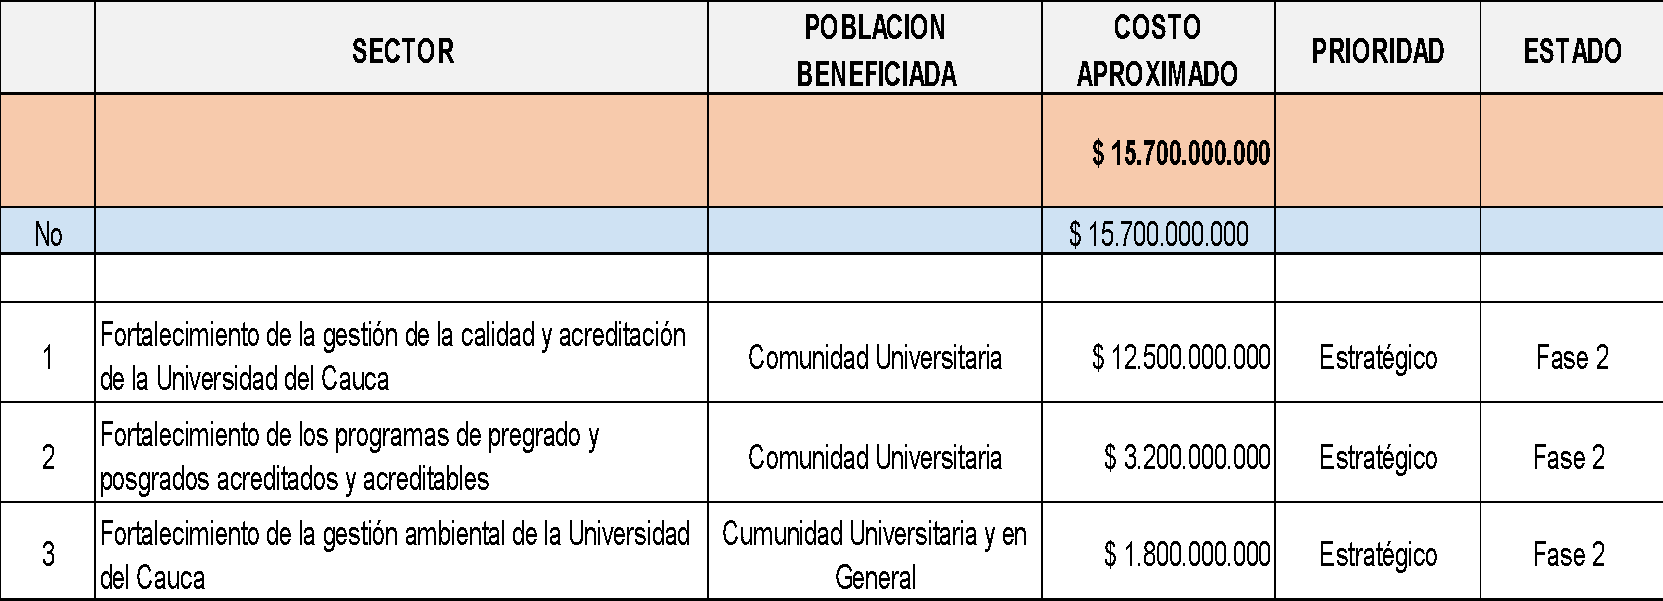 SECTOR
POBLACION
BENEFICIADA
COSTO
APROXIMADO
PRIORIDAD
ESTADO
$ 15.700.000.000
No
$ 15.700.000.000
1
Fortalecimiento de la gestión de la calidad y acreditación
de la Universidad del Cauca
Comunidad Universitaria
$ 12.500.000.000
Estratégico
Fase 2
2
Fortalecimiento de los programas de pregrado y
posgrados acreditados y acreditables
Comunidad Universitaria
$ 3.200.000.000
Estratégico
Fase 2
3
Fortalecimiento de la gestión ambiental de la Universidad
del Cauca
Cumunidad Universitaria y en
General
$ 1.800.000.000
Estratégico
Fase 2